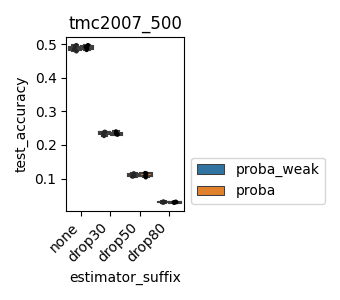 tmc2007_500
test_accuracy
0.5
0.4
0.3
0.2
0.1
none
drop30
drop50
drop80
estimator_suffix
proba_weak
proba